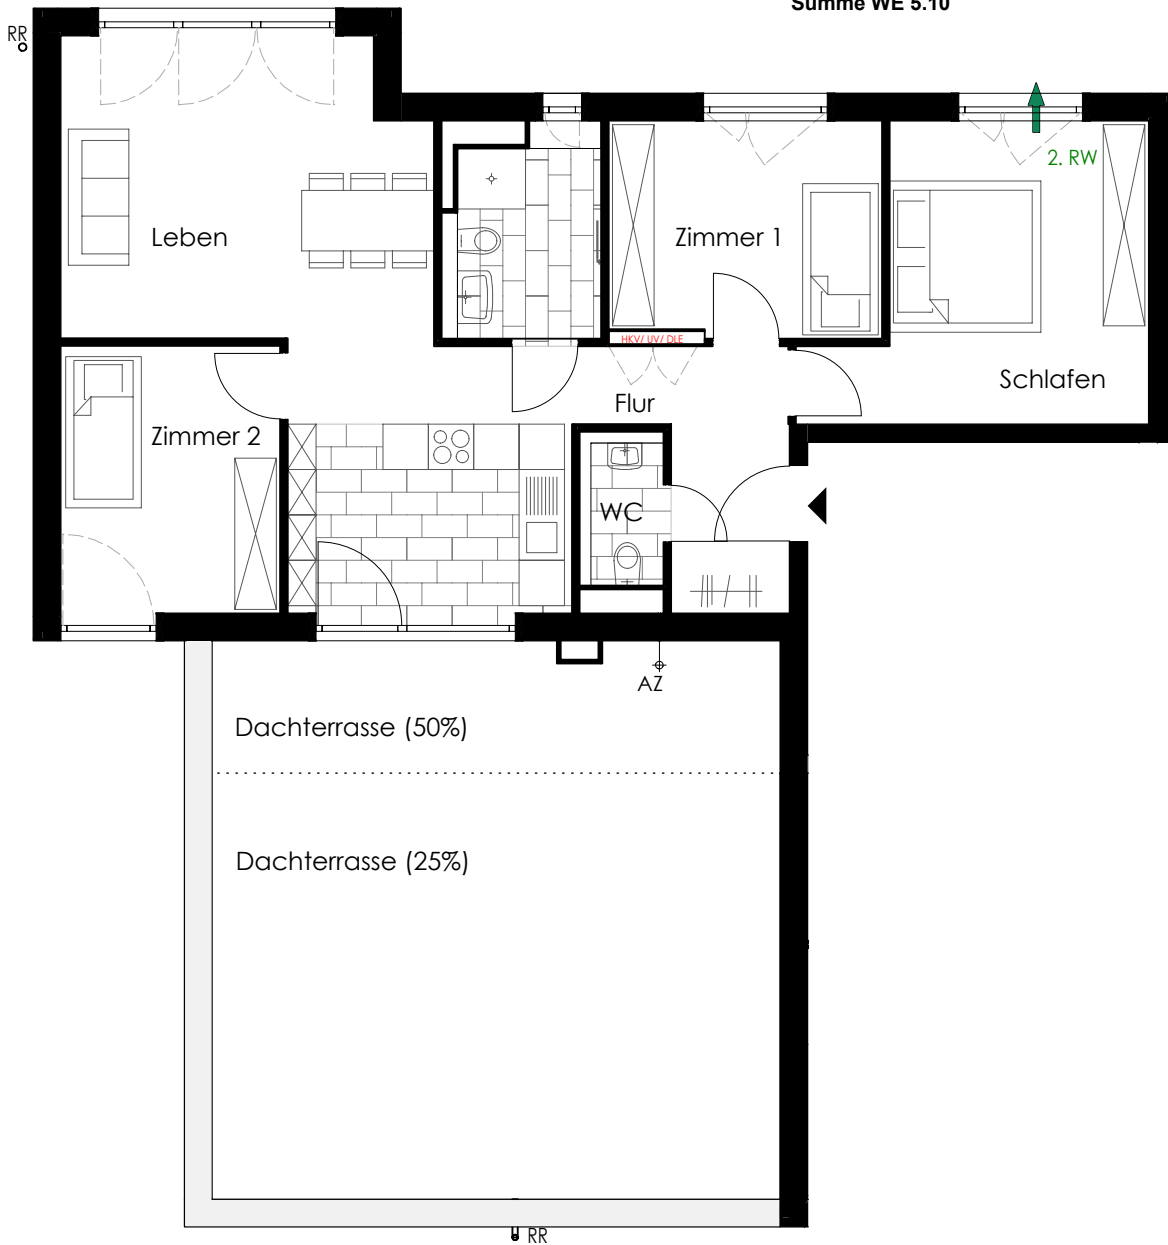 Summe WE 5.10
RR
2. RW
Leben
Zimmer 1
HKV/ UV/ DLE
Schlafen
Flur
Zimmer 2
WC
AZ
Dachterrasse (50%)
Dachterrasse (25%)
RR